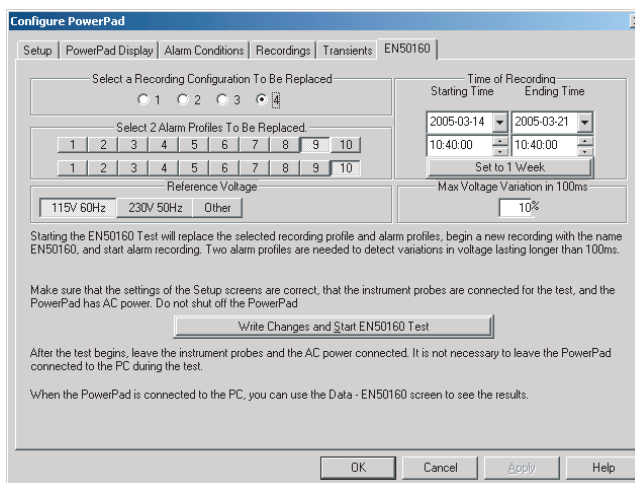 Configure PowerPad
Setup PowerPad Display Alarm Conditions Recordings Transients EN50160
Select a Recording Configuration To Be Replaced
1 2 3 4
Select 2 Alarm Profiles To Be Replaced.
1 2 3 4 5 6 7 8 9 10
1 2 3 4 5 6 7 8 9 10
Time of Recording
Starting Time Ending Time
2005-03-14 2005-03-21
10:40:00 10:40:00
Set to 1 Week
Reference Voltage
115V 60Hz 230V 50Hz Other
Max Voltage Variation in 100ms
10%
Starting the EN50160 Test will replace the selected recording profile and alarm profiles, begin a new recording with the name
EN50160, and start alarm recording. Two alarm profiles are needed to detect variations in voltage lasting longer than 100ms.
Make sure that the settings of the Setup screens are correct, that the instrument probes are connected for the test, and the
PowerPad has AC power. Do not shut off the PowerPad
Write Changes and Start EN50160 Test
After the test begins, leave the instrument probes and the AC power connected. It is not necessary to leave the PowerPad
connected to the PC during the test.
When the PowerPad is connected to the PC, you can use the Data - EN50160 screen to see the results.
OK Cancel Apply Help